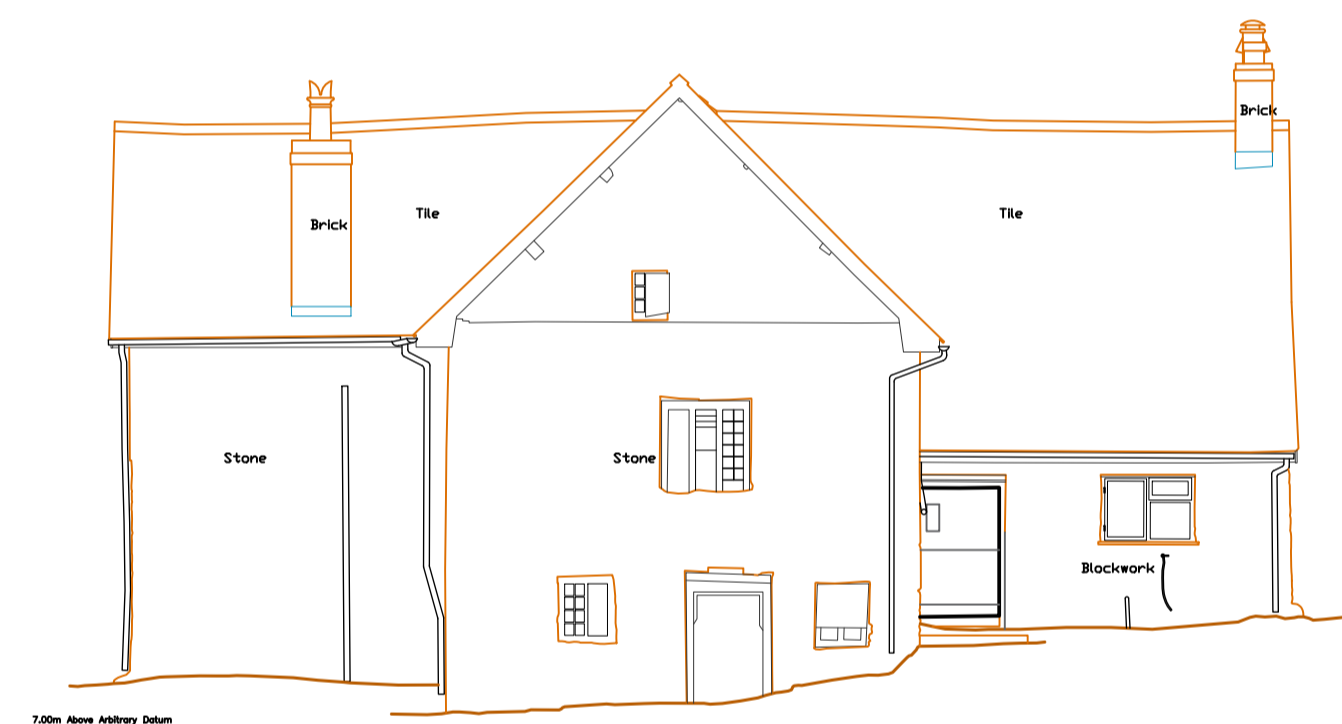 Brick
Brick
Tile
Tile
Stone
Stone
Blockwork
7.00m Above Arbitrary Datum